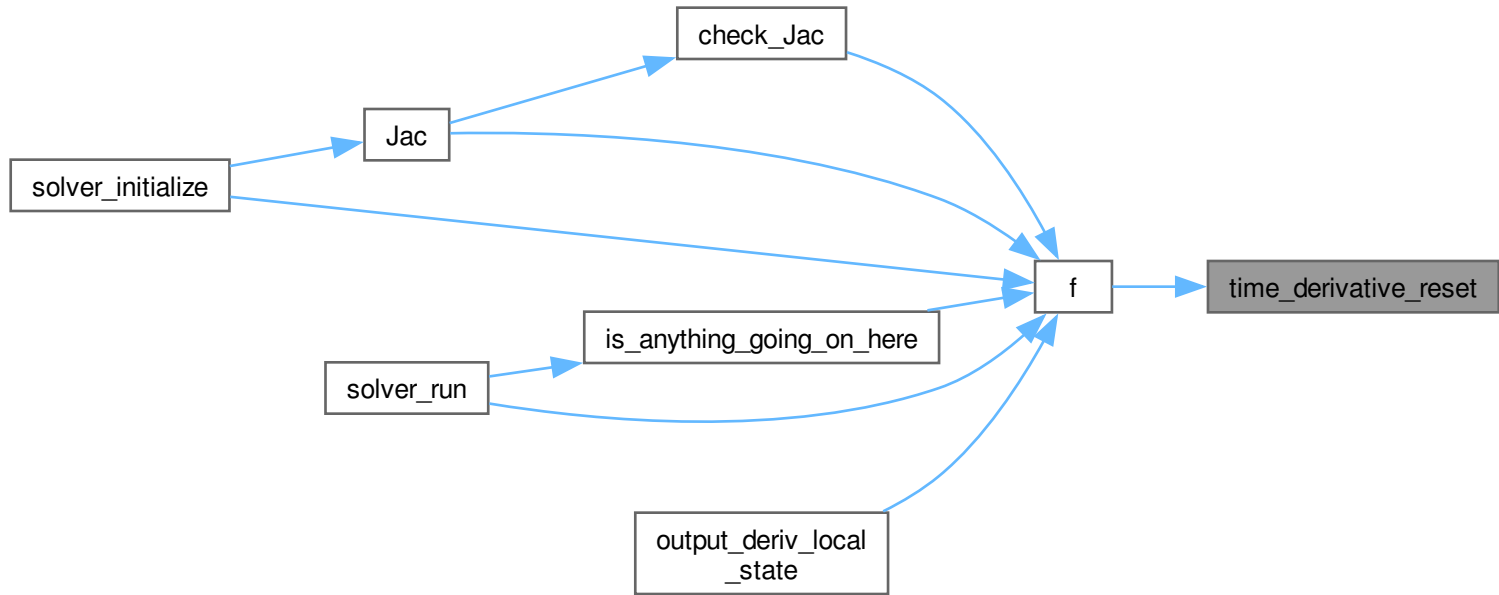 check_Jac
Jac
solver_initialize
f
time_derivative_reset
is_anything_going_on_here
solver_run
output_deriv_local
_state